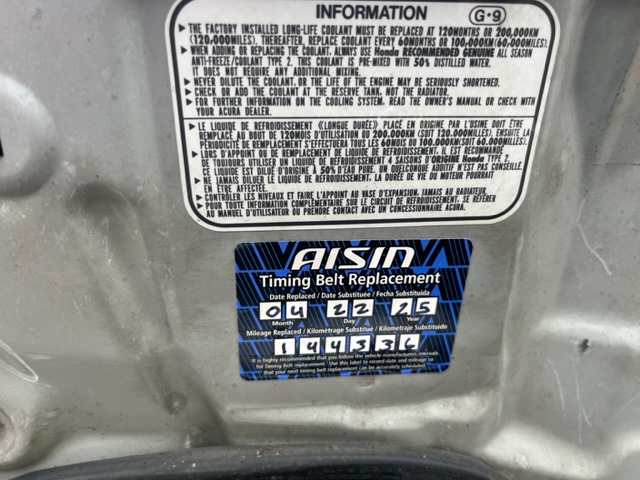 INFORMATION G·9
▶ THE FACTORY INSTALLED LONG-LIFE COOLANT MUST BE REPLACED AT 120MONTHS OR 200,000KM
(120,000MILES). THEREAFTER, REPLACE COOLANT EVERY 60MONTHS OR 100,000KM(60,000MILES).
▶ WHEN ADDING OR REPLACING THE COOLANT, ALWAYS USE Honda RECOMMENDED GENUINE ALL SEASON
ANTI-FREEZE/COOLANT TYPE 2. THIS COOLANT IS PRE-MIXED WITH 50% DISTILLED WATER.
IT DOES NOT REQUIRE ANY ADDITIONAL MIXING.
▶ NEVER DILUTE THE COOLANT, OR THE LIFE OF THE ENGINE MAY BE SERIOUSLY SHORTENED.
▶ CHECK OR ADD THE COOLANT AT THE RESERVE TANK, NOT THE RADIATOR.
▶ FOR FURTHER INFORMATION ON THE COOLING SYSTEM, READ THE OWNER'S MANUAL OR CHECK WITH
YOUR ACURA DEALER.
▶ LE LIQUIDE DE REFROIDISSEMENT《LONGUE DURÉE》 PLACÉ EN ORIGINE PAR L'USINE DOIT ÊTRE
REMPLACÉ AU BOUT DE 120MOIS D'UTILISATION OU 200.000KM (SOIT 120.000MILES). ENSUITE LA
PÉRIODICITÉ DE REMPLACEMENT S'EFFECTUERA TOUS LES 60MOIS OU 100.000KM(SOIT 60.000MILES).
▶ LORS D'APPOINT OU DE REMPLACEMENT DE LIQUIDE DE REFROIDISSEMENT, IL EST RECOMMANDÉ
DE TOUJOURS UTILISER LE LIQUIDE DE REFROIDISSEMENT 4 SAISONS D'ORIGINE Honda TYPE 2.
CE LIQUIDE EST DILUÉ À 50% D'EAU PURE. UN QUELCONQUE ADDITIF N'EST PAS CONSEILLÉ.
▶ NE JAMAIS DILUER LE LIQUIDE DE REFROIDISSEMENT. LA DURÉE DE VIE DU MOTEUR POURRAIT
EN ÊTRE AFFECTÉE.
▶ CONTRÔLER LES NIVEAUX ET FAIRE L'APPOINT AU VASE D'EXPANSION, JAMAIS AU RADIATEUR.
▶ POUR TOUTE INFORMATION COMPLÉMENTAIRE SUR LE CIRCUIT DE REFROIDISSEMENT, SE RÉFÉRER
AU MANUEL D'UTILISATION OU PRENDRE CONTACT AVEC UN CONCESSIONNAIRE ACURA.
AISIN
Timing Belt Replacement
Date Replaced / Date Substituée / Fecha Substituida
04 22 25
Month Day Year
Mileage Replaced / Kilométrage Substitué / Kilometraje Substituido
144336
It is highly recommended that you follow the vehicle manufacturers intervals
for Timing Belt replacement. Use this label to record date and mileage so
that your next timing belt replacement can be easily calculated.